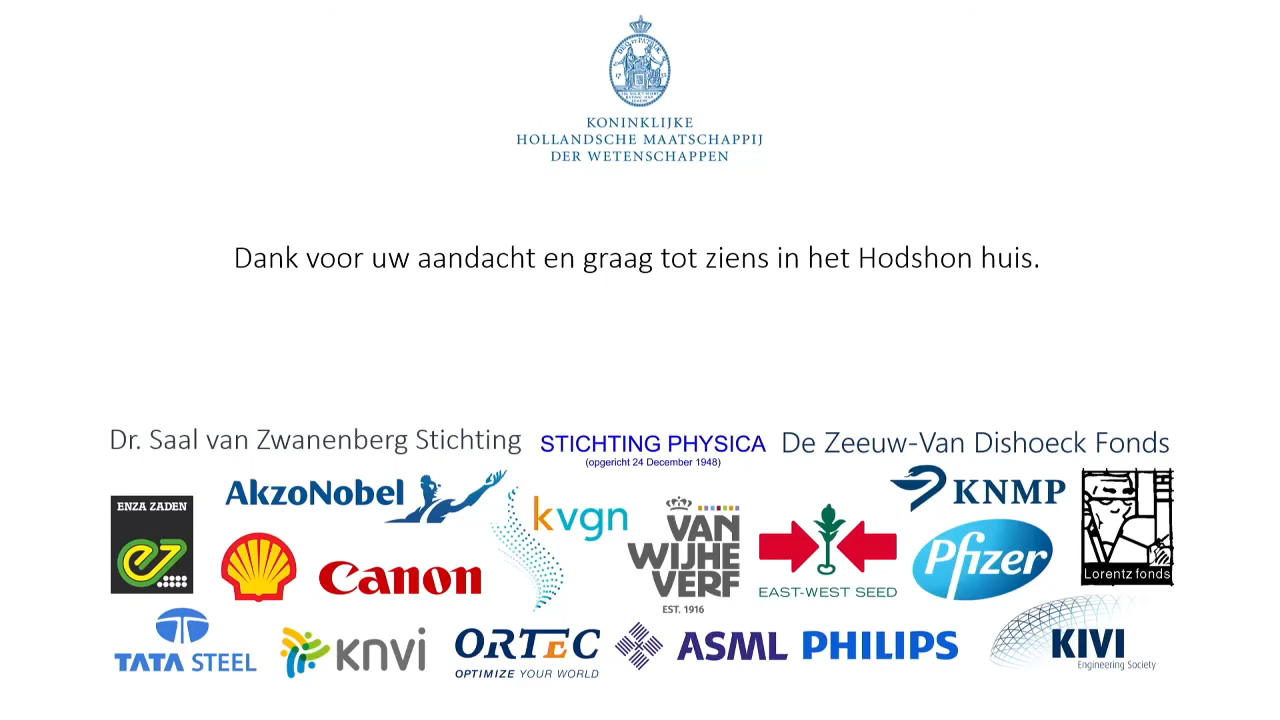 KONINKLIJKE
HOLLANDSCHE MAATSCHAPPIJ
DER WETENSCHAPPEN
Dank voor uw aandacht en graag tot ziens in het Hodshon huis.
Dr. Saal van Zwanenberg Stichting
STICHTING PHYSICA
(opgericht 24 December 1948)
De Zeeuw-Van Dishoeck Fonds
ENZA ZADEN
AkzoNobel
Canon
kvgn
VAN
WIJHE
VERF
EST. 1916
EAST-WEST SEED
KNMP
Pfizer
Lorentz fonds
TATA STEEL
knvi
ORTEC
OPTIMIZE YOUR WORLD
ASML
PHILIPS
KIVI
Engineering Society